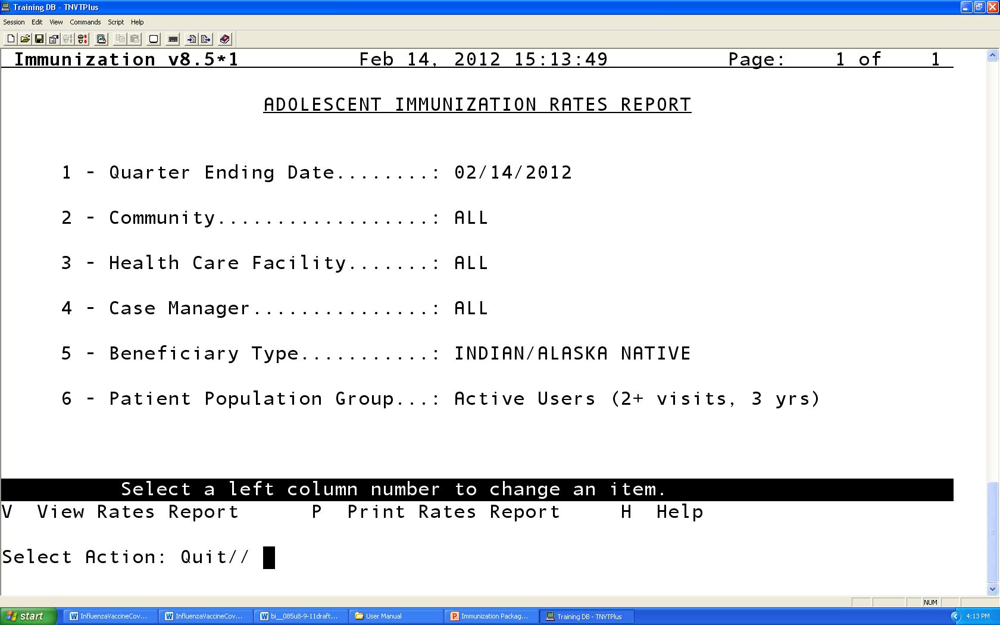 Training DB - TNVTPlus
Session Edit View Commands Script Help
Immunization v8.5*1 Feb 14, 2012 15:13:49 Page: 1 of 1
ADOLESCENT IMMUNIZATION RATES REPORT
1 - Quarter Ending Date........: 02/14/2012
2 - Community..................: ALL
3 - Health Care Facility.......: ALL
4 - Case Manager...............: ALL
5 - Beneficiary Type...........: INDIAN/ALASKA NATIVE
6 - Patient Population Group...: Active Users (2+ visits, 3 yrs)
Select a left column number to change an item.
V View Rates Report P Print Rates Report H Help
Select Action: Quit//
NUM
start InfluenzaVaccineCov... InfluenzaVaccineCov... bi__085u8-9-11draft... User Manual Immunization Packag... Training DB - TNVTPlus 4:13 PM